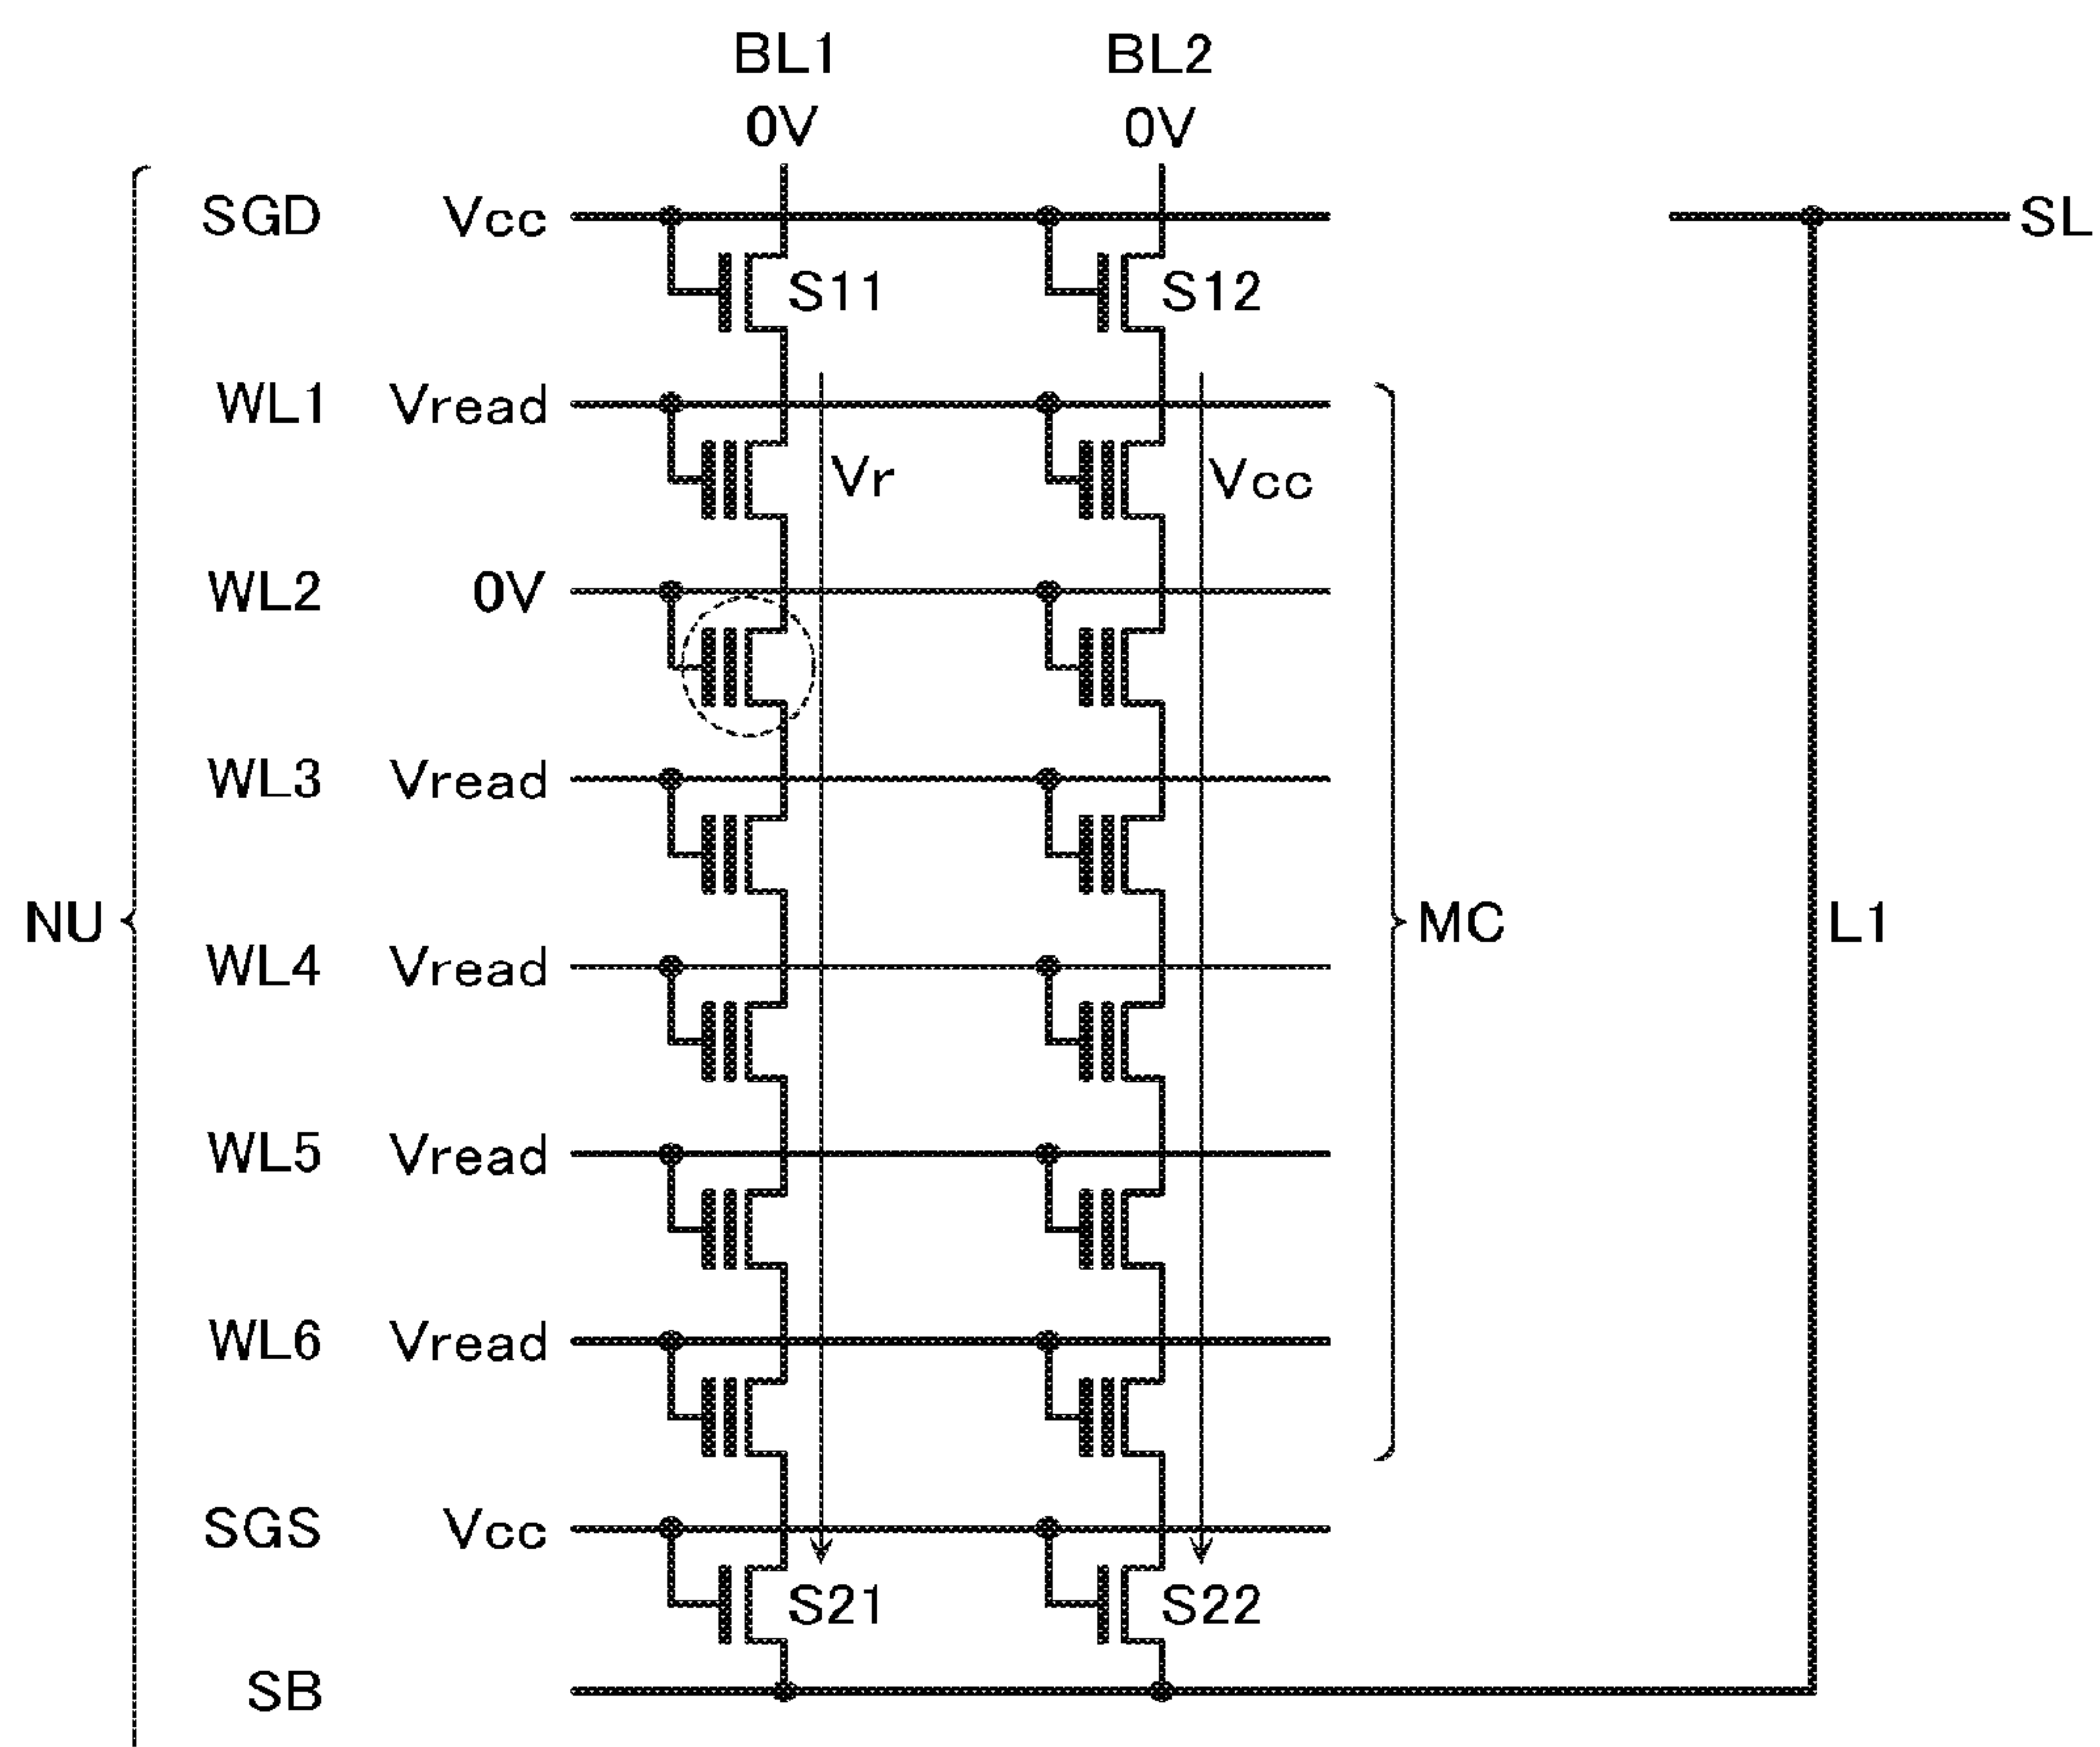 BL1 BL2
0V 0V
SGD Vcc SL
S11 S12
WL1 Vread
Vr Vcc
WL2 0V
WL3 Vread
NU MC L1
WL4 Vread
WL5 Vread
WL6 Vread
SGS Vcc
S21 S22
SB